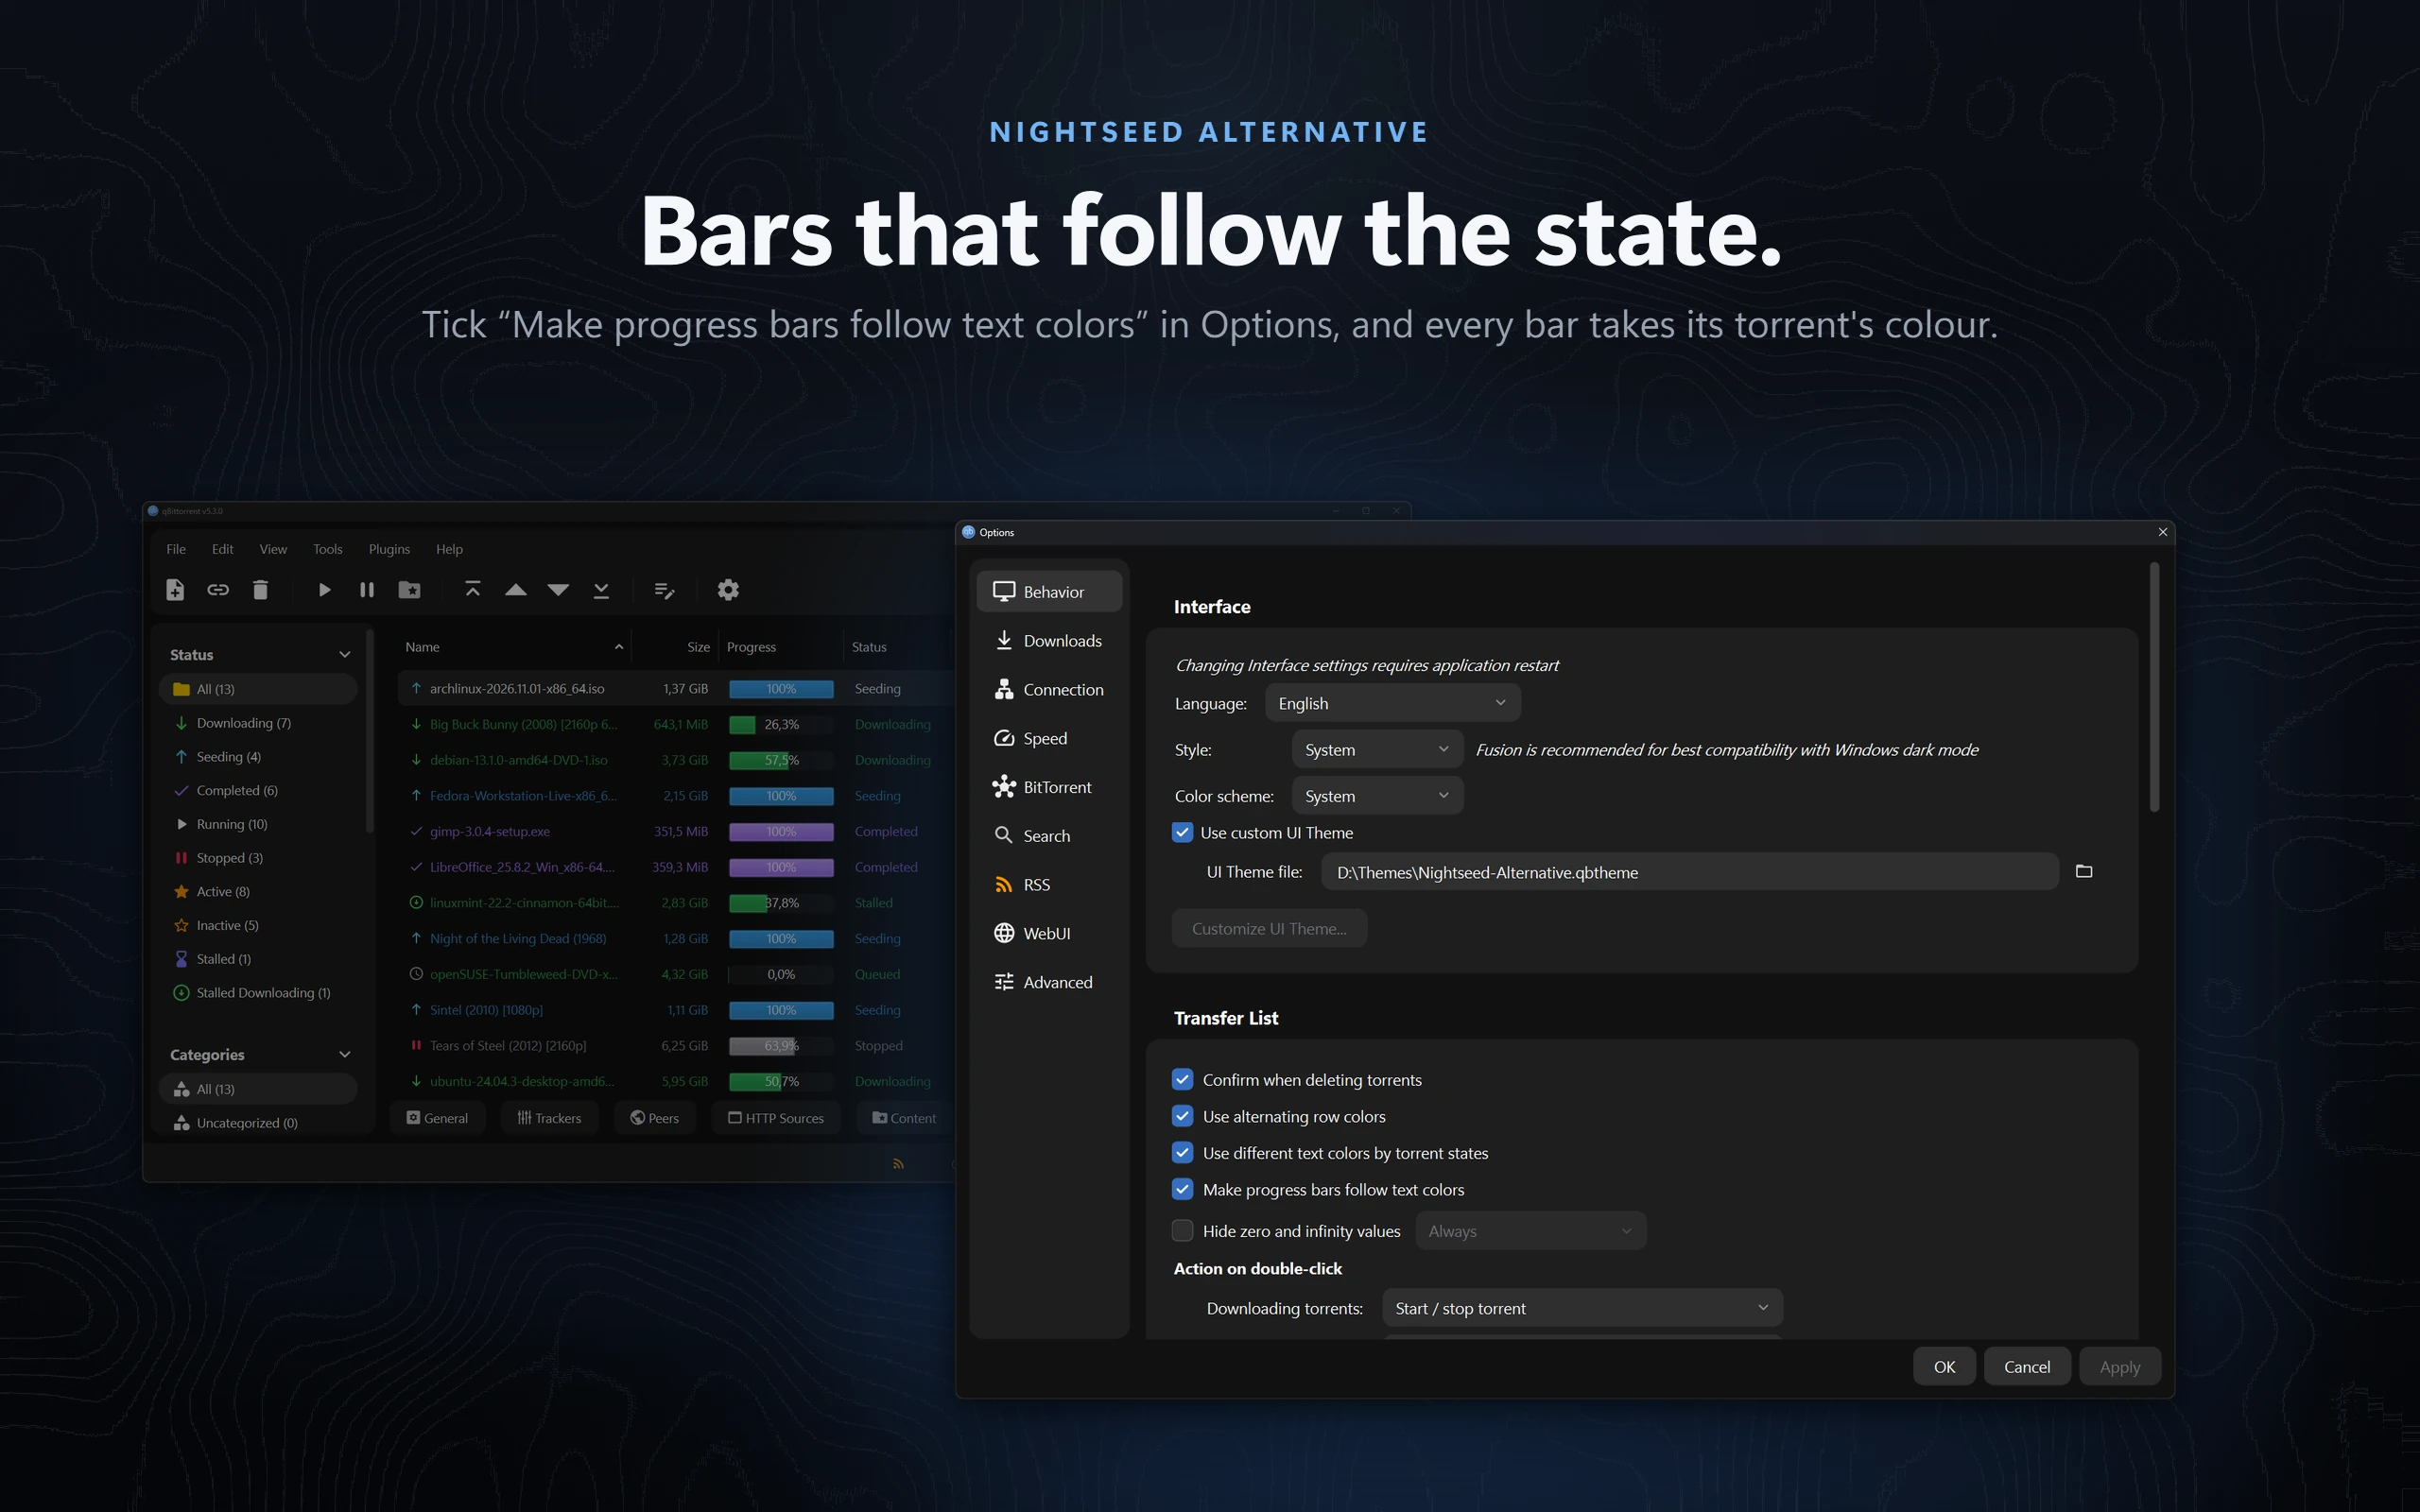 NIGHTSEED ALTERNATIVE
Bars that follow the state.
Tick “Make progress bars follow text colors” in Options, and every bar takes its torrent's colour.
qBittorrent v5.3.0
File Edit View Tools Plugins Help
Status
All (13)
Downloading (7)
Seeding (4)
Completed (6)
Running (10)
Stopped (3)
Active (8)
Inactive (5)
Stalled (1)
Stalled Downloading (1)
Categories
All (13)
Uncategorized (0)
Name Size Progress Status
archlinux-2026.11.01-x86_64.iso 1,37 GiB 100% Seeding
Big Buck Bunny (2008) [2160p 6... 643,1 MiB 26,3% Downloading
debian-13.1.0-amd64-DVD-1.iso 3,73 GiB 57,5% Downloading
Fedora-Workstation-Live-x86_6... 2,15 GiB 100% Seeding
gimp-3.0.4-setup.exe 351,5 MiB 100% Completed
LibreOffice_25.8.2_Win_x86-64.... 359,3 MiB 100% Completed
linuxmint-22.2-cinnamon-64bit.... 2,83 GiB 37,8% Stalled
Night of the Living Dead (1968) 1,28 GiB 100% Seeding
openSUSE-Tumbleweed-DVD-x... 4,32 GiB 0,0% Queued
Sintel (2010) [1080p] 1,11 GiB 100% Seeding
Tears of Steel (2012) [2160p] 6,25 GiB 63,9% Stopped
ubuntu-24.04.3-desktop-amd6... 5,95 GiB 50,7% Downloading
General Trackers Peers HTTP Sources Content
Options
Behavior
Downloads
Connection
Speed
BitTorrent
Search
RSS
WebUI
Advanced
Interface
Changing Interface settings requires application restart
Language: English
Style: System Fusion is recommended for best compatibility with Windows dark mode
Color scheme: System
Use custom UI Theme
UI Theme file: D:\Themes\Nightseed-Alternative.qbtheme
Customize UI Theme...
Transfer List
Confirm when deleting torrents
Use alternating row colors
Use different text colors by torrent states
Make progress bars follow text colors
Hide zero and infinity values Always
Action on double-click
Downloading torrents: Start / stop torrent
OK Cancel Apply